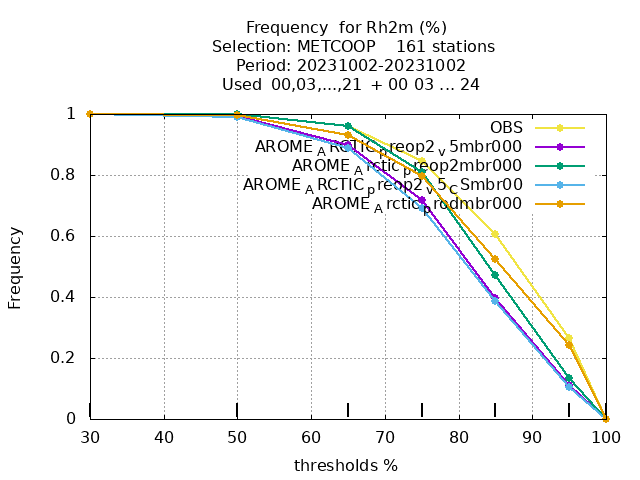 Frequency for Rh2m (%)
Selection: METCOOP 161 stations
Period: 20231002-20231002
Used 00,03,...,21 + 00 03 ... 24
OBS
AROME_ARCTIC_preop2_v5mbr000
AROME_Arctic_preop2mbr000
AROME_ARCTIC_preop2_v5_CSmbr00
AROME_Arctic_prodmbr000
Frequency
1
0.8
0.6
0.4
0.2
0
30 40 50 60 70 80 90 100
thresholds %